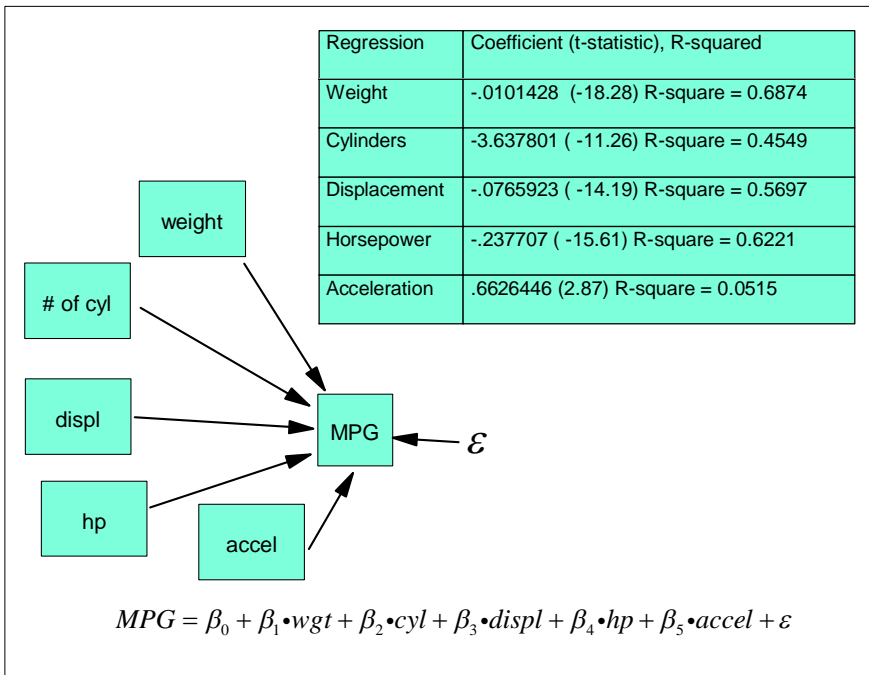 Regression Coefficient (t-statistic), R-squared
Weight -.0101428 (-18.28) R-square = 0.6874
Cylinders -3.637801 ( -11.26) R-square = 0.4549
Displacement -.0765923 ( -14.19) R-square = 0.5697
Horsepower -.237707 ( -15.61) R-square = 0.6221
Acceleration .6626446 (2.87) R-square = 0.0515
weight
# of cyl
displ
hp
accel
MPG
ε
MPG = β₀ + β₁•wgt + β₂•cyl + β₃•displ + β₄•hp + β₅•accel + ε